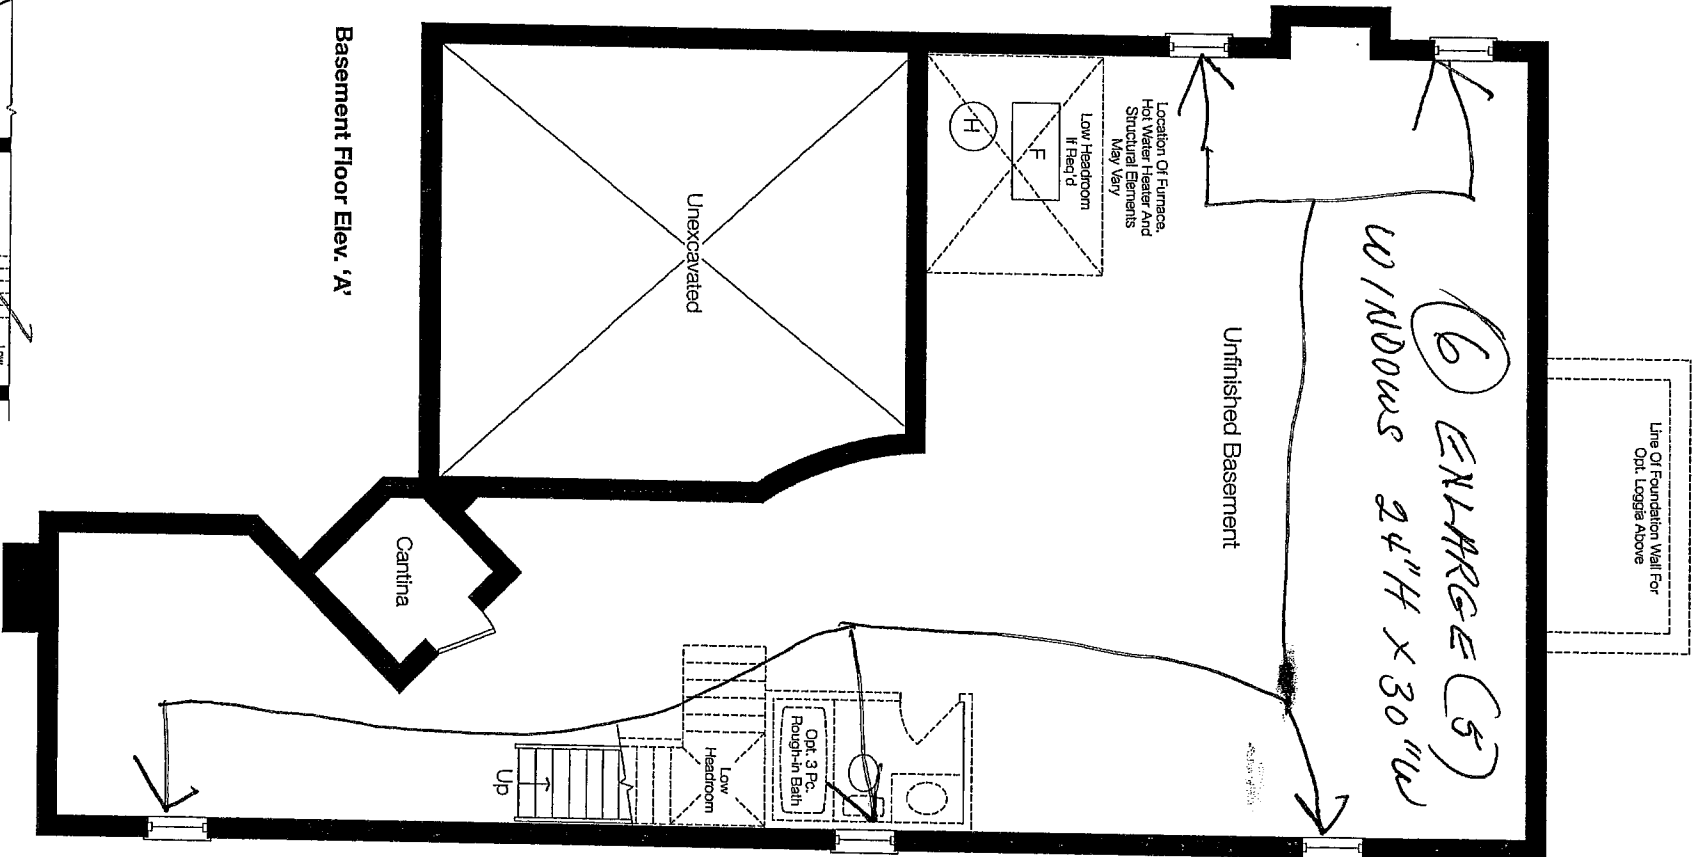 Line Of Foundation Wall For
Opt. Loggia Above
6 ENLARGE (5)
WINDOWS 24"H X 30"W
Unfinished Basement
Location Of Furnace,
Hot Water Heater And
Structural Elements
May Vary
Low Headroom
If Req'd
F
H
Unexcavated
Cantina
Opt. 3 Pc.
Rough-in Bath
Low
Headroom
Up
Basement Floor Elev. 'A'
Low